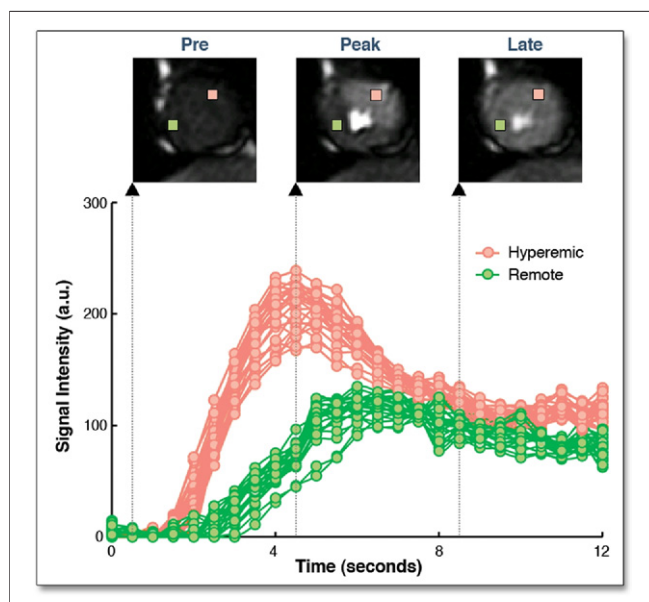 Pre Peak Late
300
200
100
0
Signal Intensity (a.u.)
Hyperemic
Remote
0 4 8 12
Time (seconds)